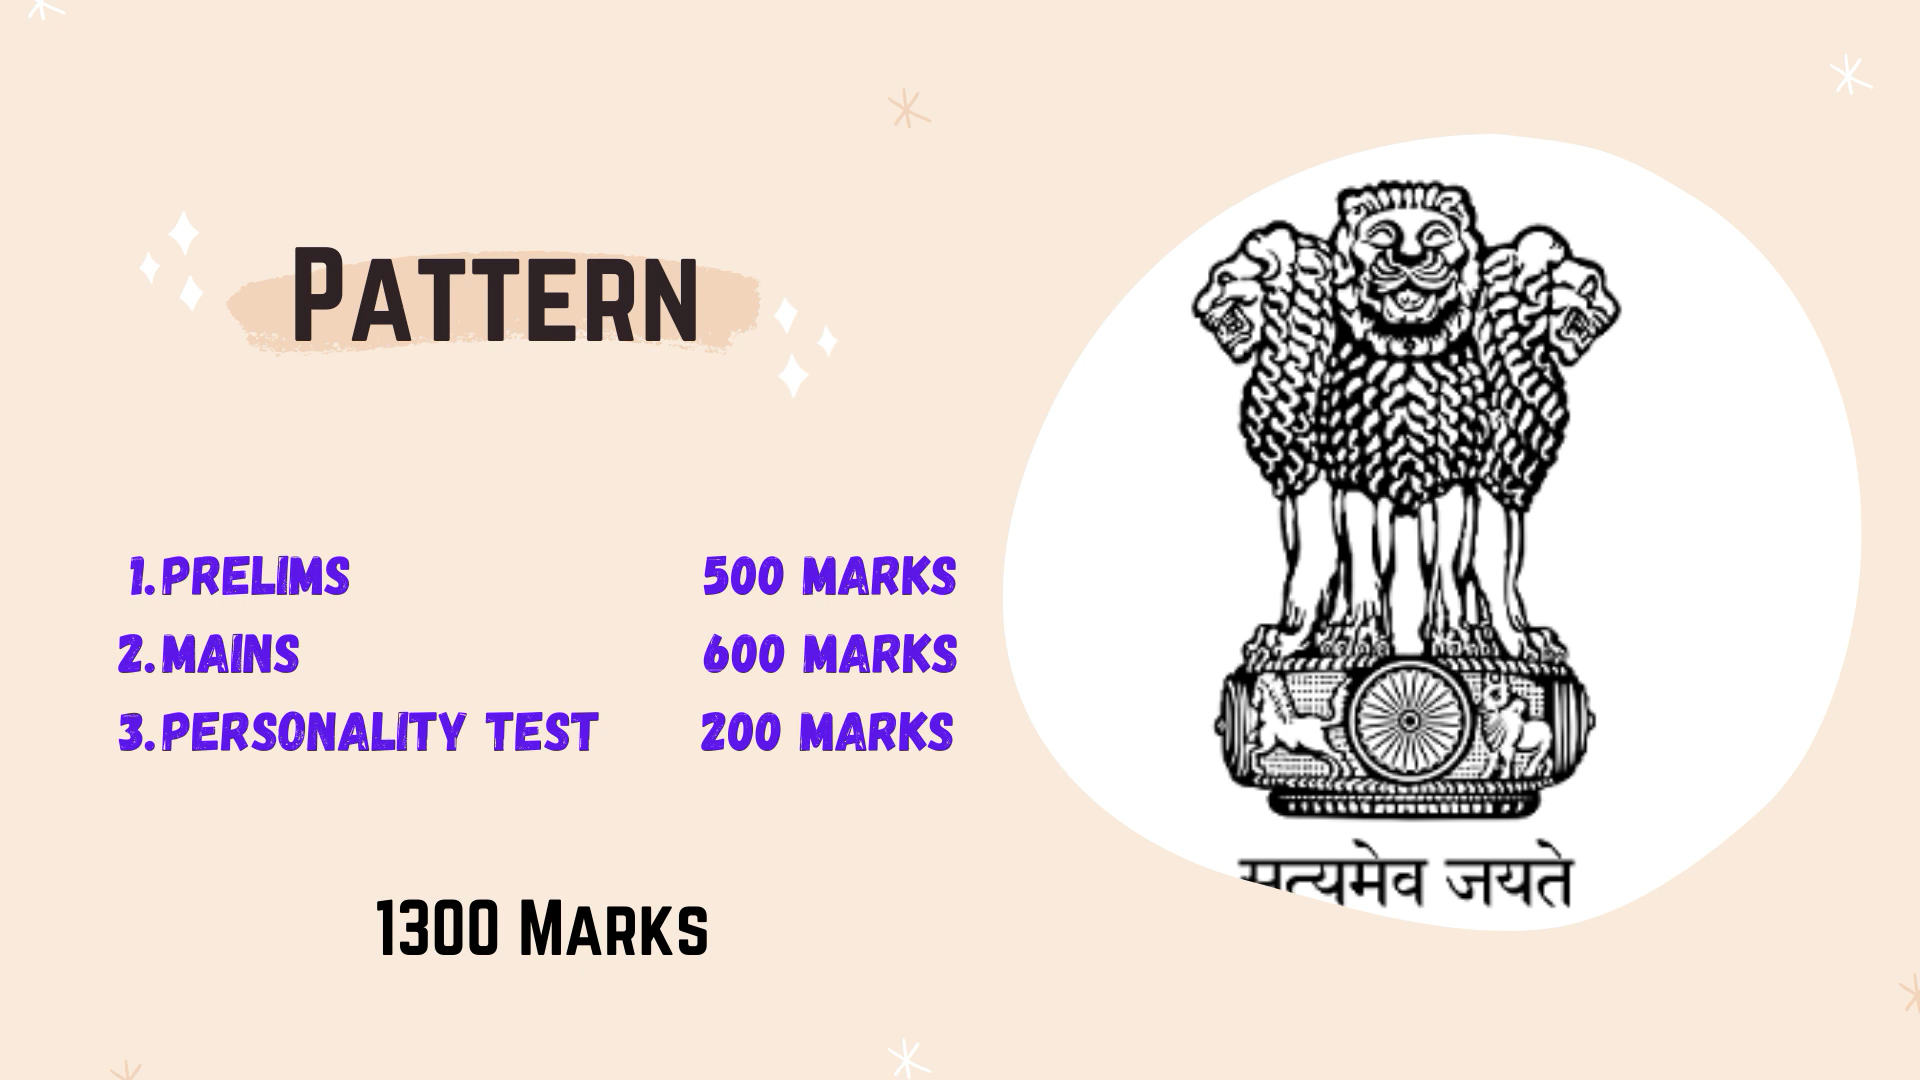 Pattern
1. PRELIMS 500 MARKS
2. MAINS 600 MARKS
3. PERSONALITY TEST 200 MARKS
1300 Marks
सत्यमेव जयते